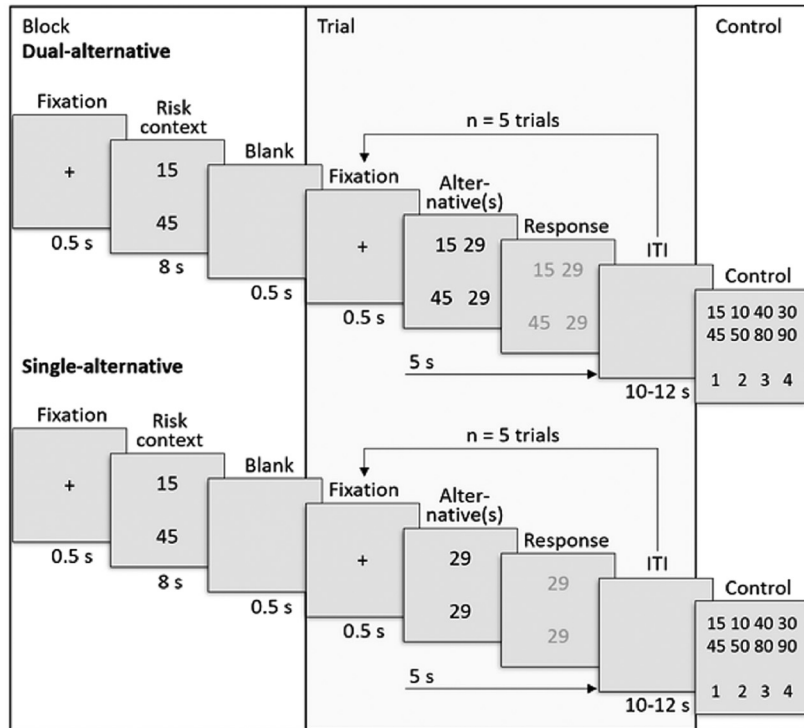 Block
Trial
Control
Dual-alternative
Fixation
+
0.5 s
Risk
context
15
45
8 s
Blank
0.5 s
n = 5 trials
Fixation
+
0.5 s
Alter-
native(s)
15 29
45 29
Response
15 29
45 29
5 s
ITI
10-12 s
Control
15 10 40 30
45 50 80 90
1 2 3 4
Single-alternative
Fixation
+
0.5 s
Risk
context
15
45
8 s
Blank
0.5 s
n = 5 trials
Fixation
+
0.5 s
Alter-
native(s)
29
29
Response
29
29
5 s
ITI
10-12 s
Control
15 10 40 30
45 50 80 90
1 2 3 4